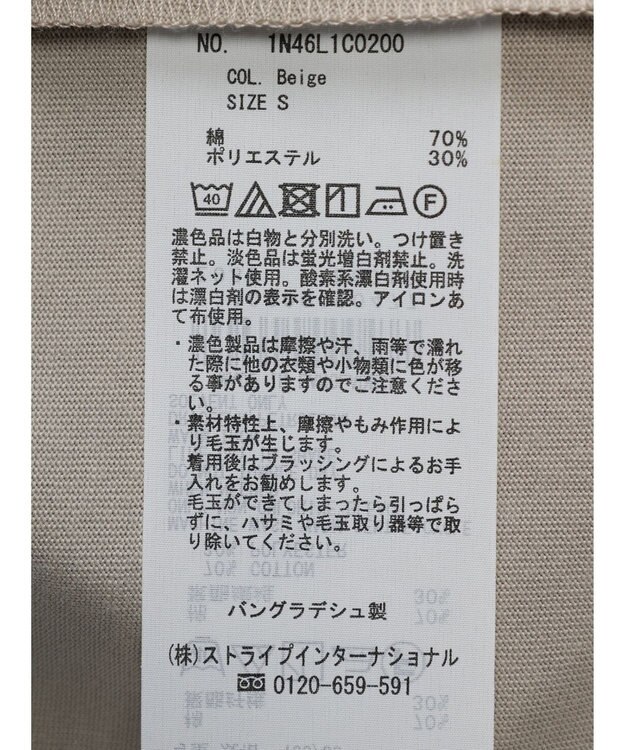 NO. 1N46L1C0200
COL. Beige
SIZE S
綿 70%
ポリエステル 30%
40 F
濃色品は白物と分別洗い。つけ置き
禁止。淡色品は蛍光増白剤禁止。洗
濯ネット使用。酸素系漂白剤使用時
は漂白剤の表示を確認。アイロンあ
て布使用。
・濃色製品は摩擦や汗、雨等で濡れ
た際に他の衣類や小物類に色が移
る事がありますのでご注意くださ
い。
・素材特性上、摩擦やもみ作用によ
り毛玉が生じます。
着用後はブラッシングによるお手
入れをお勧めします。
毛玉ができてしまったら引っぱら
ずに、ハサミや毛玉取り器等で取
り除いてください。
バングラデシュ製
(株)ストライプインターナショナル
0120-659-591